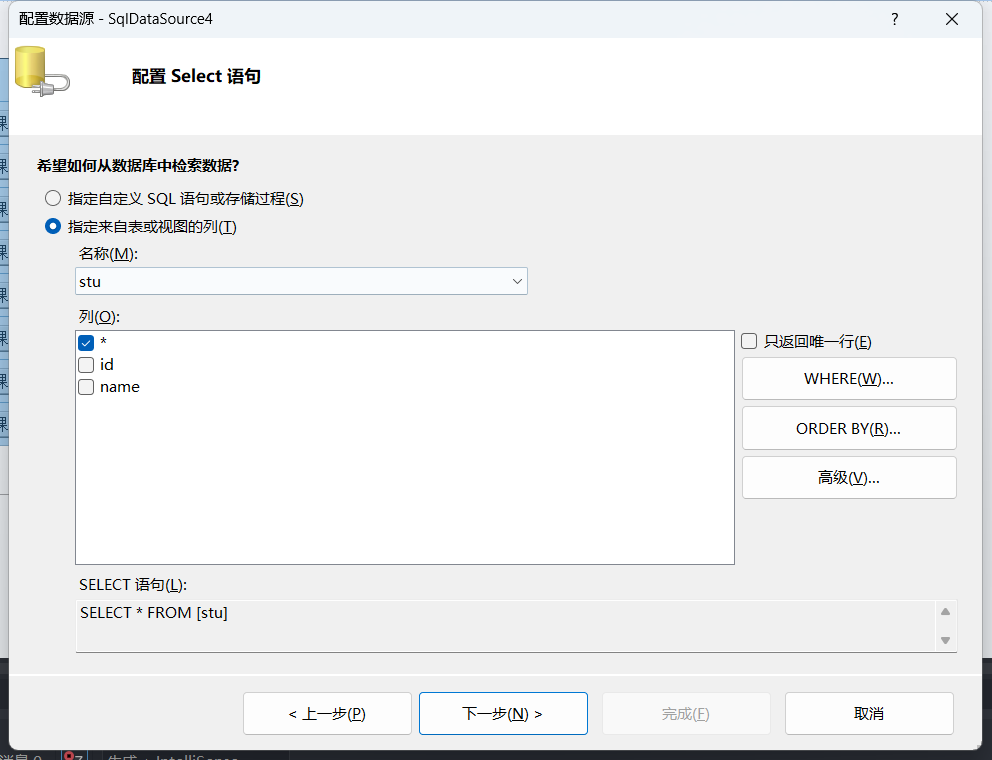 配置数据源 - SqlDataSource4
?
配置 Select 语句
希望如何从数据库中检索数据?
指定自定义 SQL 语句或存储过程(S)
指定来自表或视图的列(T)
名称(M):
stu
列(O):
*
只返回唯一行(E)
id
name
WHERE(W)...
ORDER BY(R)...
高级(V)...
SELECT 语句(L):
SELECT * FROM [stu]
< 上一步(P)
下一步(N) >
完成(F)
取消